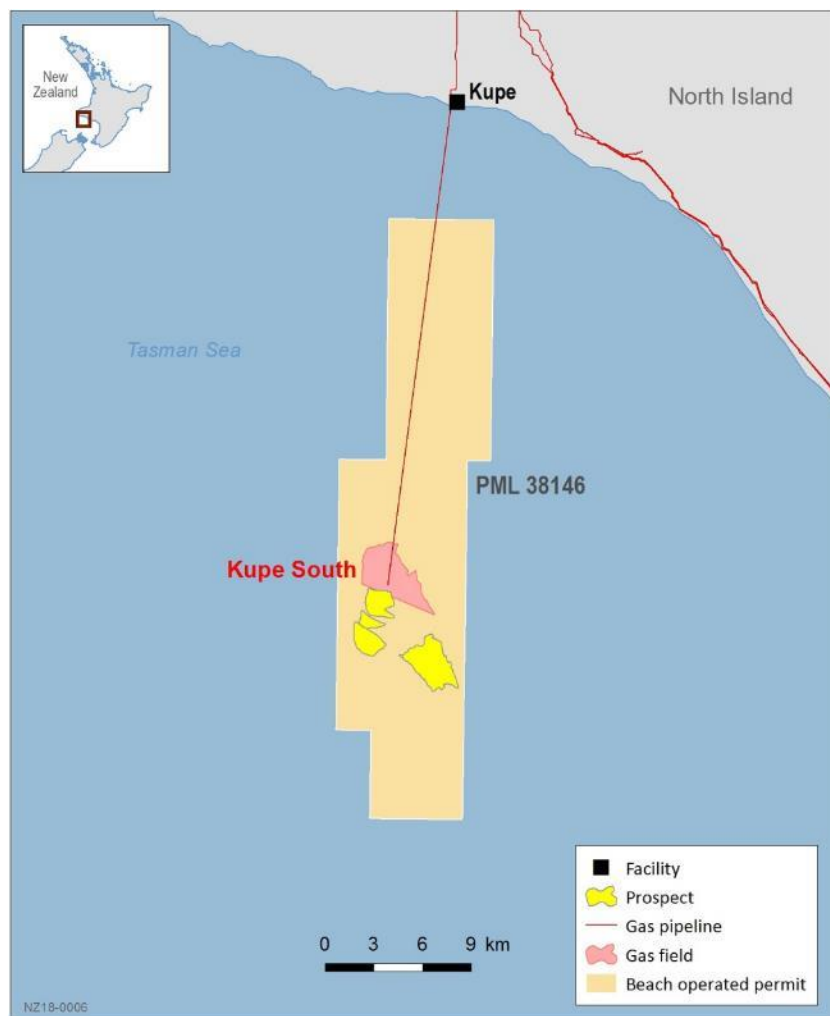 New
Zealand
Kupe
North Island
Tasman Sea
PML 38146
Kupe South
Facility
Prospect
Gas pipeline
Gas field
Beach operated permit
0 3 6 9 km
NZ18-0006